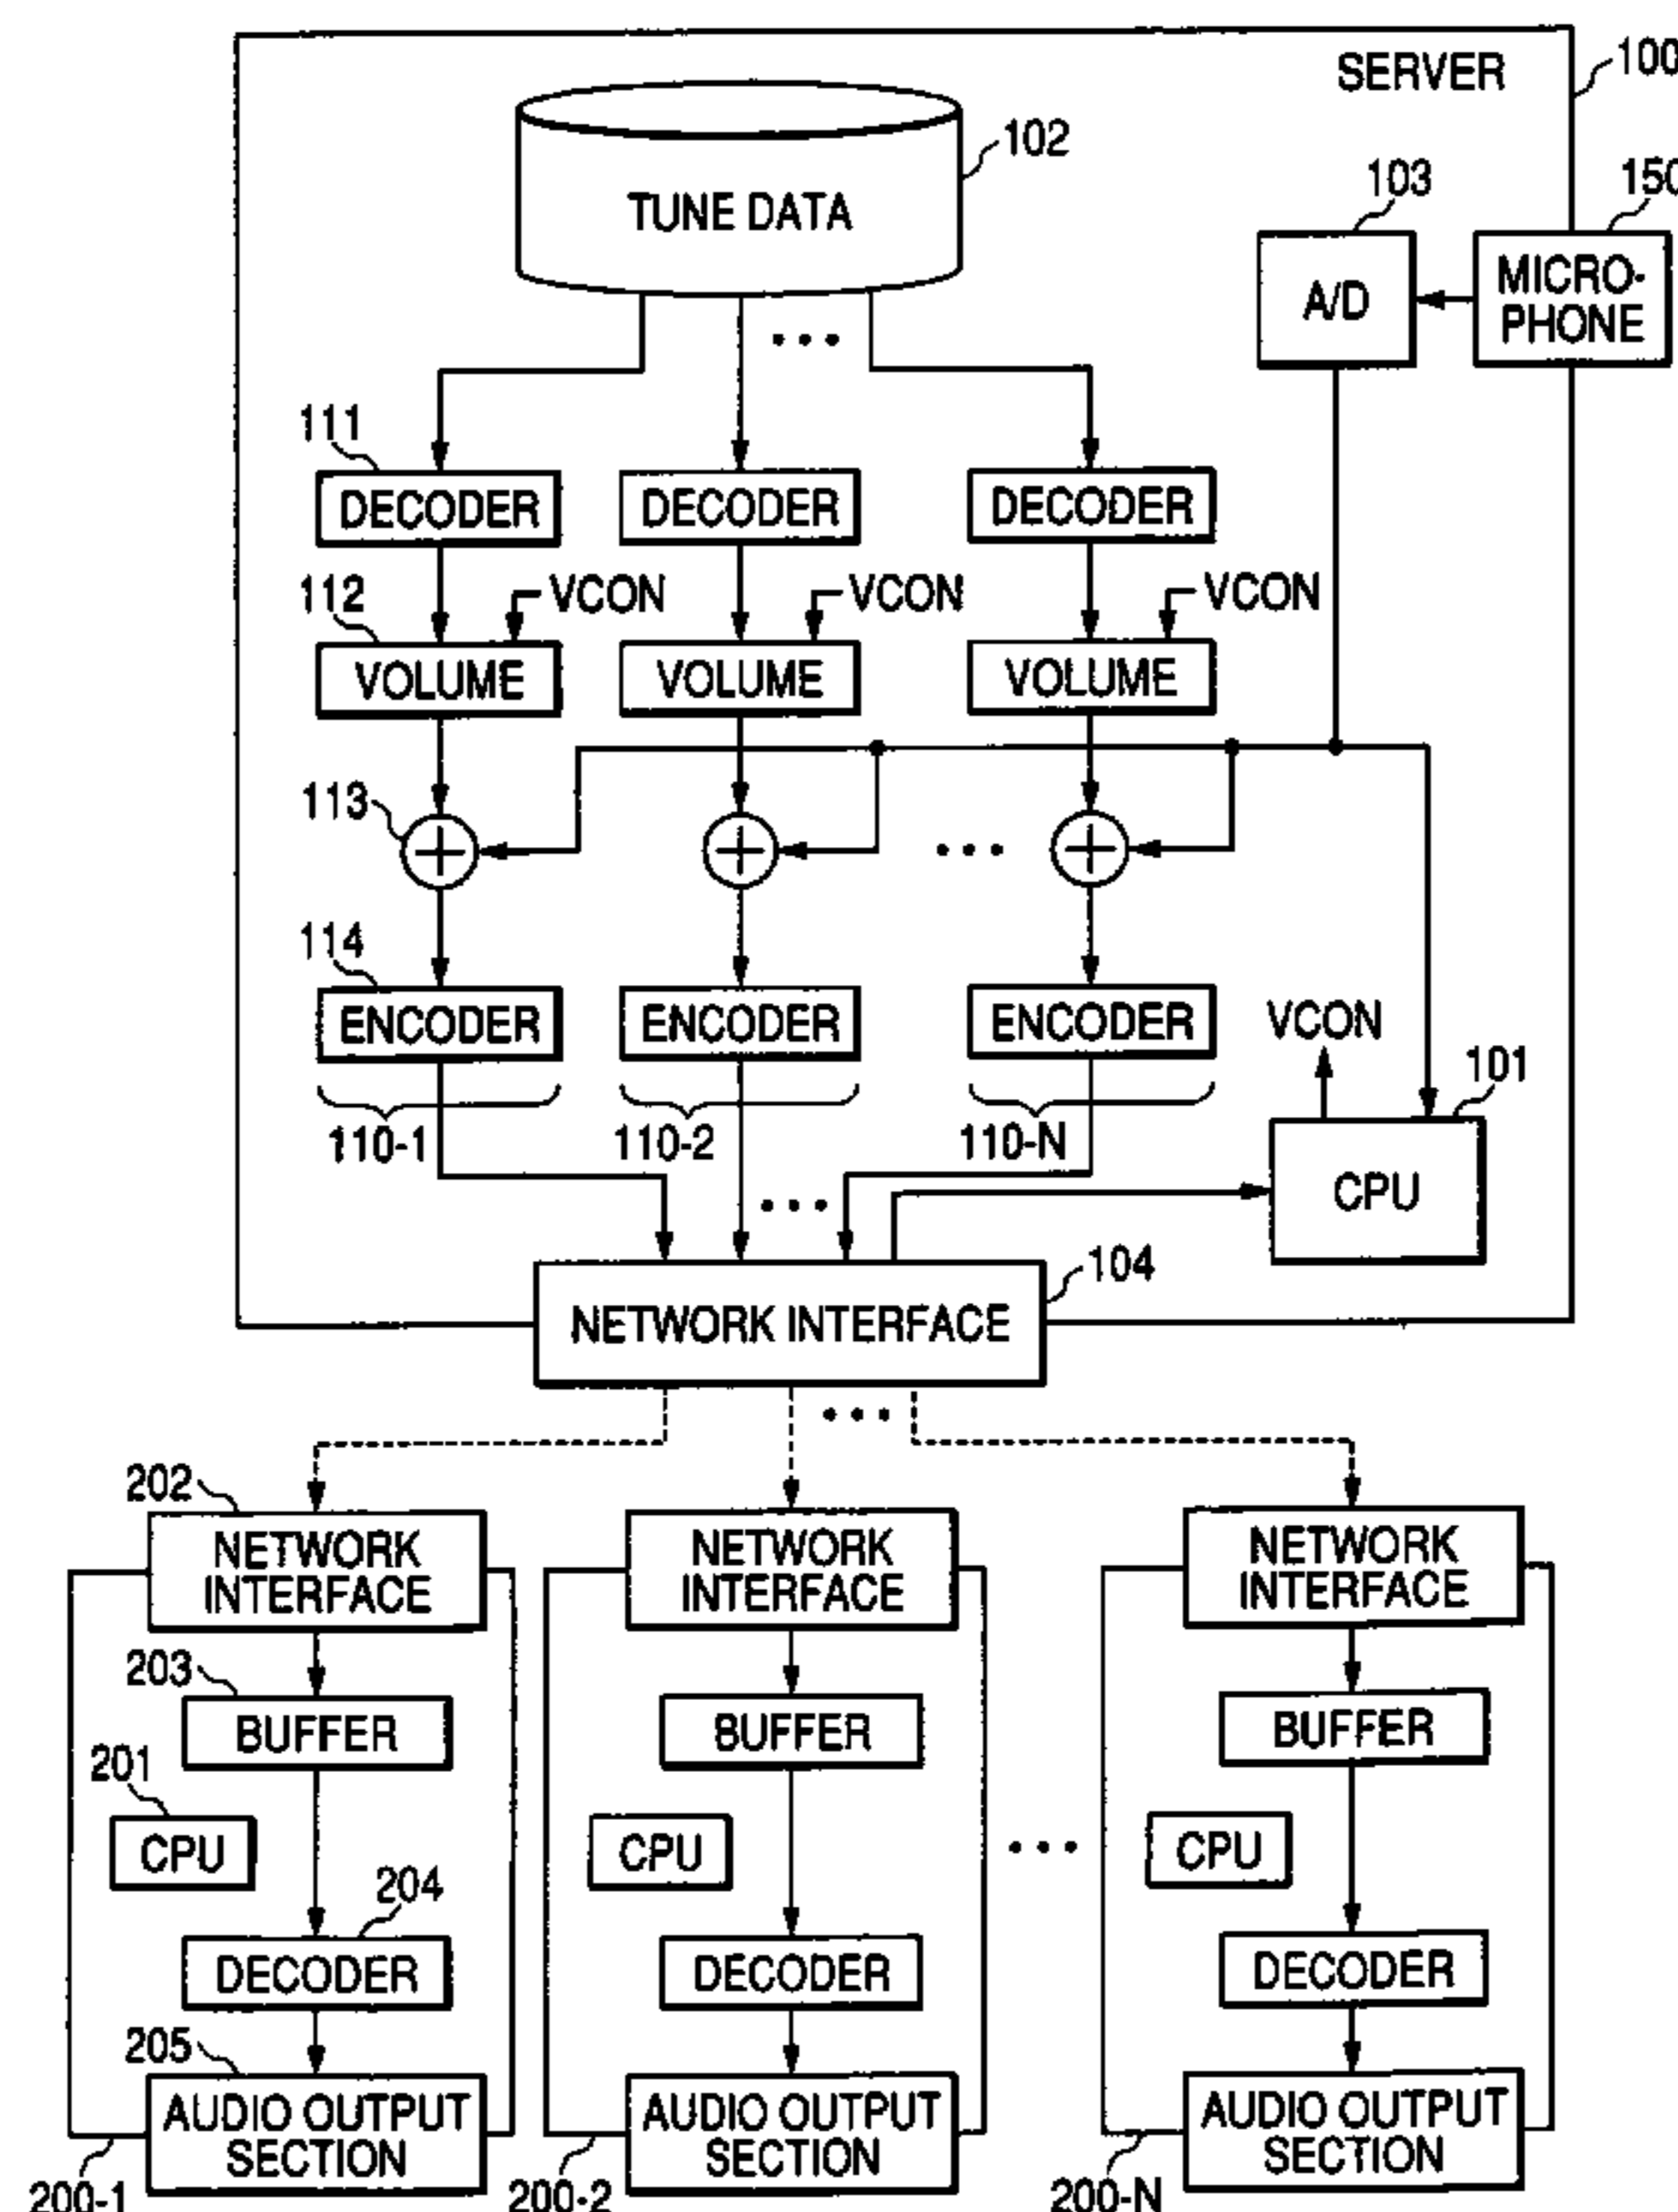 SERVER
100
102
TUNE DATA
103
150
A/D
MICRO-
PHONE
111
DECODER
DECODER
DECODER
112
VCON
VCON
VCON
VOLUME
VOLUME
VOLUME
113
+
+
+
114
ENCODER
ENCODER
ENCODER
VCON
101
110-1
110-2
110-N
CPU
104
NETWORK INTERFACE
202
NETWORK
INTERFACE
NETWORK
INTERFACE
NETWORK
INTERFACE
203
BUFFER
BUFFER
BUFFER
201
CPU
CPU
CPU
204
DECODER
DECODER
DECODER
205
AUDIO OUTPUT
SECTION
AUDIO OUTPUT
SECTION
AUDIO OUTPUT
SECTION
200-1
200-2
200-N